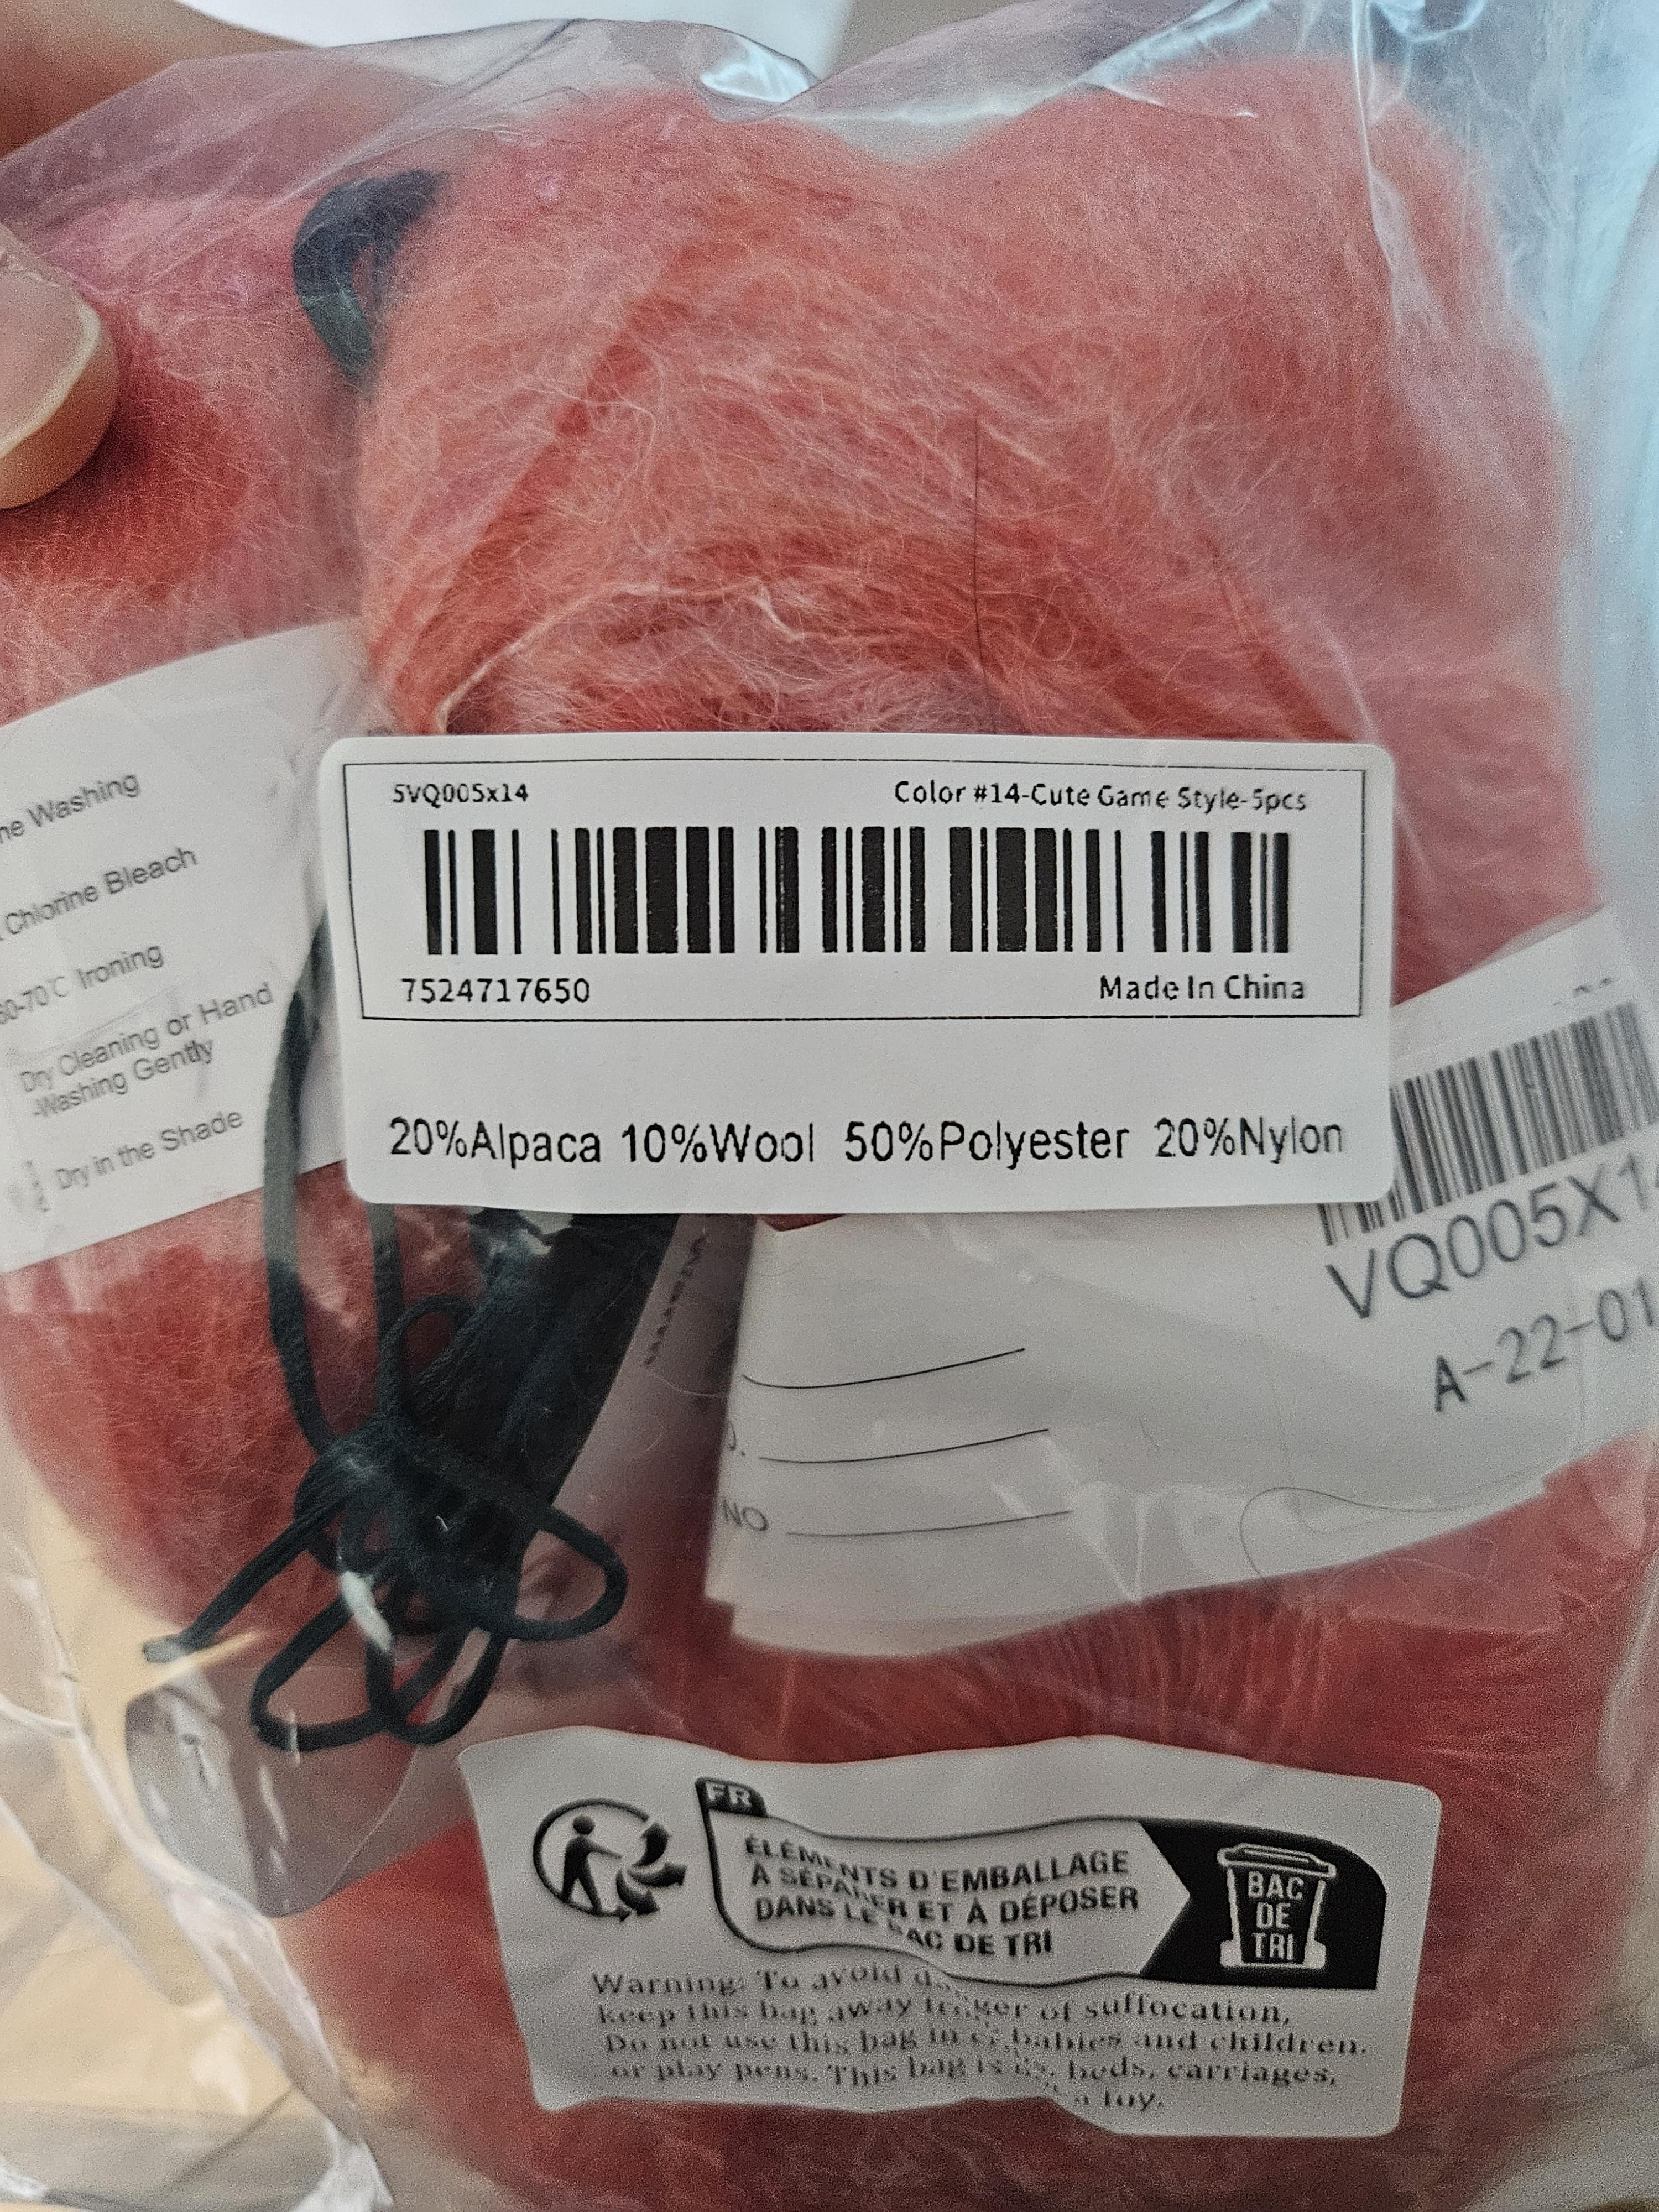 5VQ005x14
Color #14-Cute Game Style-5pcs
7524717650
Made In China
20%Alpaca 10%Wool 50%Polyester 20%Nylon
Washing
Chlorine Bleach
60-70℃ Ironing
Dry Cleaning or Hand
-Washing Gently
Dry in the Shade
VQ005X14
A-22-01
NO
FR
ÉLÉMENTS D'EMBALLAGE
À SÉPARER ET À DÉPOSER
DANS LE BAC DE TRI
BAC
DE
TRI
Warning: To avoid
keep this bag away of suffocation,
Do not use this bag in babies and children.
or play pens. This bag is beds, carriages,
a toy.